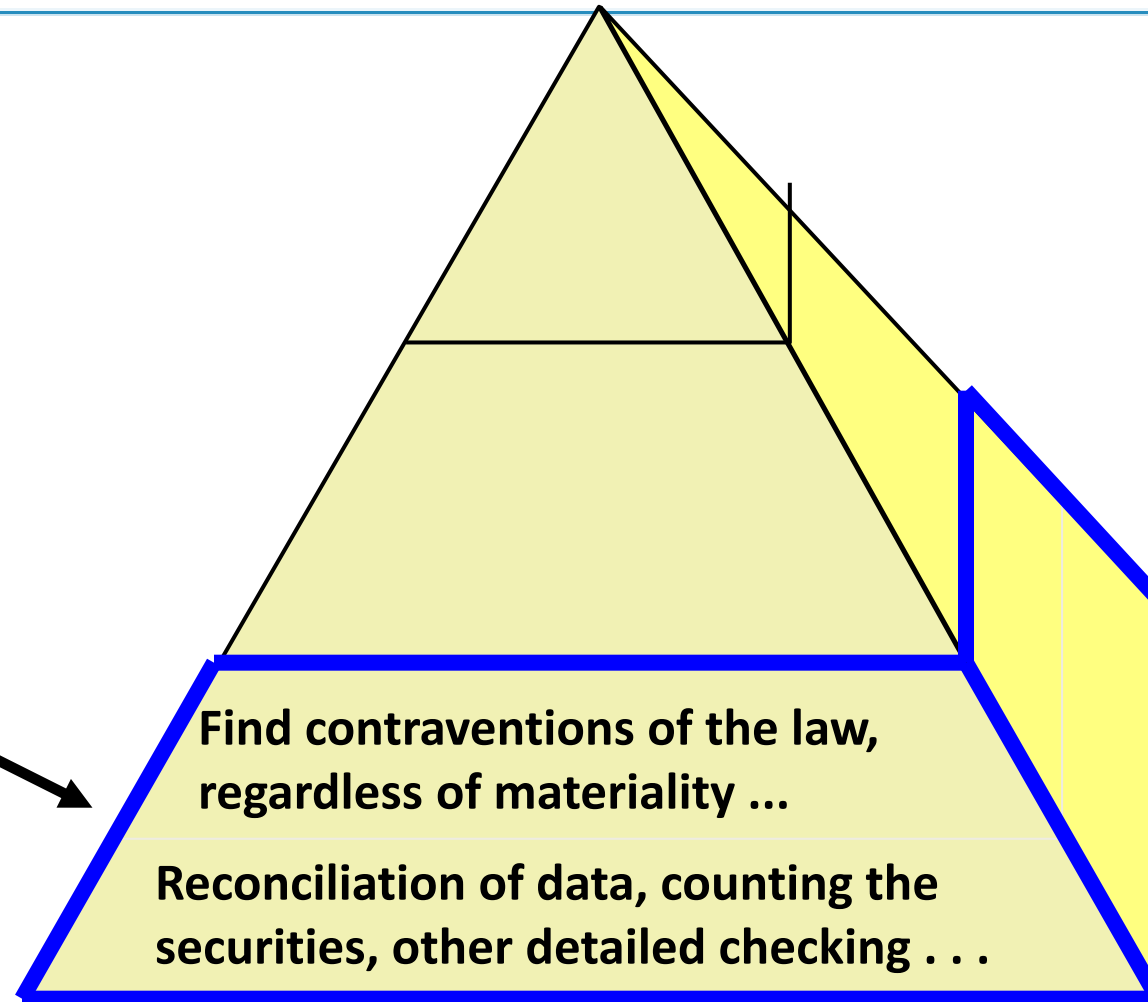 Find contraventions of the law,
regardless of materiality ...
Reconciliation of data, counting the
securities, other detailed checking . . .